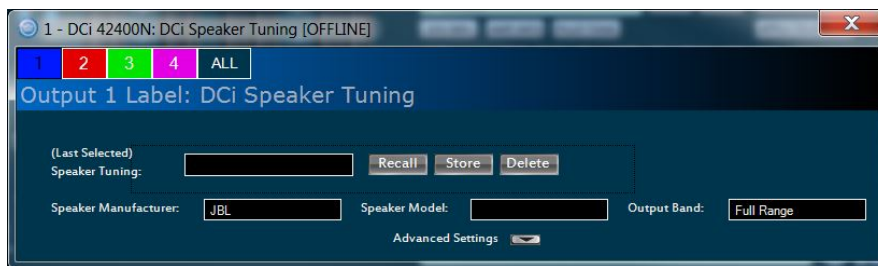 1 - DCi 42400N: DCi Speaker Tuning [OFFLINE]
X
1 2 3 4 ALL
Output 1 Label: DCi Speaker Tuning
(Last Selected)
Speaker Tuning: Recall Store Delete
Speaker Manufacturer: JBL Speaker Model: Output Band: Full Range
Advanced Settings